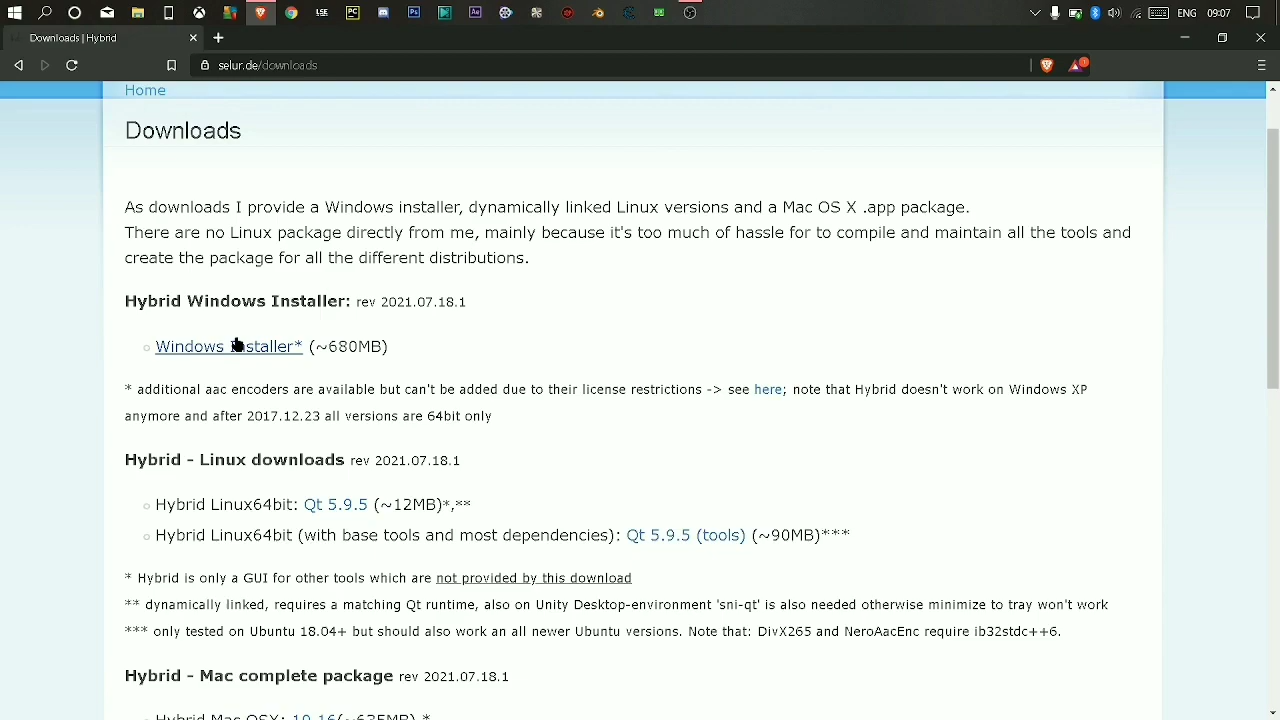 ENG
09:07
Downloads | Hybrid
selur.de/downloads
Home
Downloads
As downloads I provide a Windows installer, dynamically linked Linux versions and a Mac OS X .app package.
There are no Linux package directly from me, mainly because it's too much of hassle for to compile and maintain all the tools and
create the package for all the different distributions.
Hybrid Windows Installer: rev 2021.07.18.1
Windows Installer* (~680MB)
* additional aac encoders are available but can't be added due to their license restrictions -> see here; note that Hybrid doesn't work on Windows XP
anymore and after 2017.12.23 all versions are 64bit only
Hybrid - Linux downloads rev 2021.07.18.1
Hybrid Linux64bit: Qt 5.9.5 (~12MB)*,**
Hybrid Linux64bit (with base tools and most dependencies): Qt 5.9.5 (tools) (~90MB)***
* Hybrid is only a GUI for other tools which are not provided by this download
** dynamically linked, requires a matching Qt runtime, also on Unity Desktop-environment 'sni-qt' is also needed otherwise minimize to tray won't work
*** only tested on Ubuntu 18.04+ but should also work an all newer Ubuntu versions. Note that: DivX265 and NeroAacEnc require ib32stdc++6.
Hybrid - Mac complete package rev 2021.07.18.1
Hybrid Mac OSX: 10.16(~635MB) *